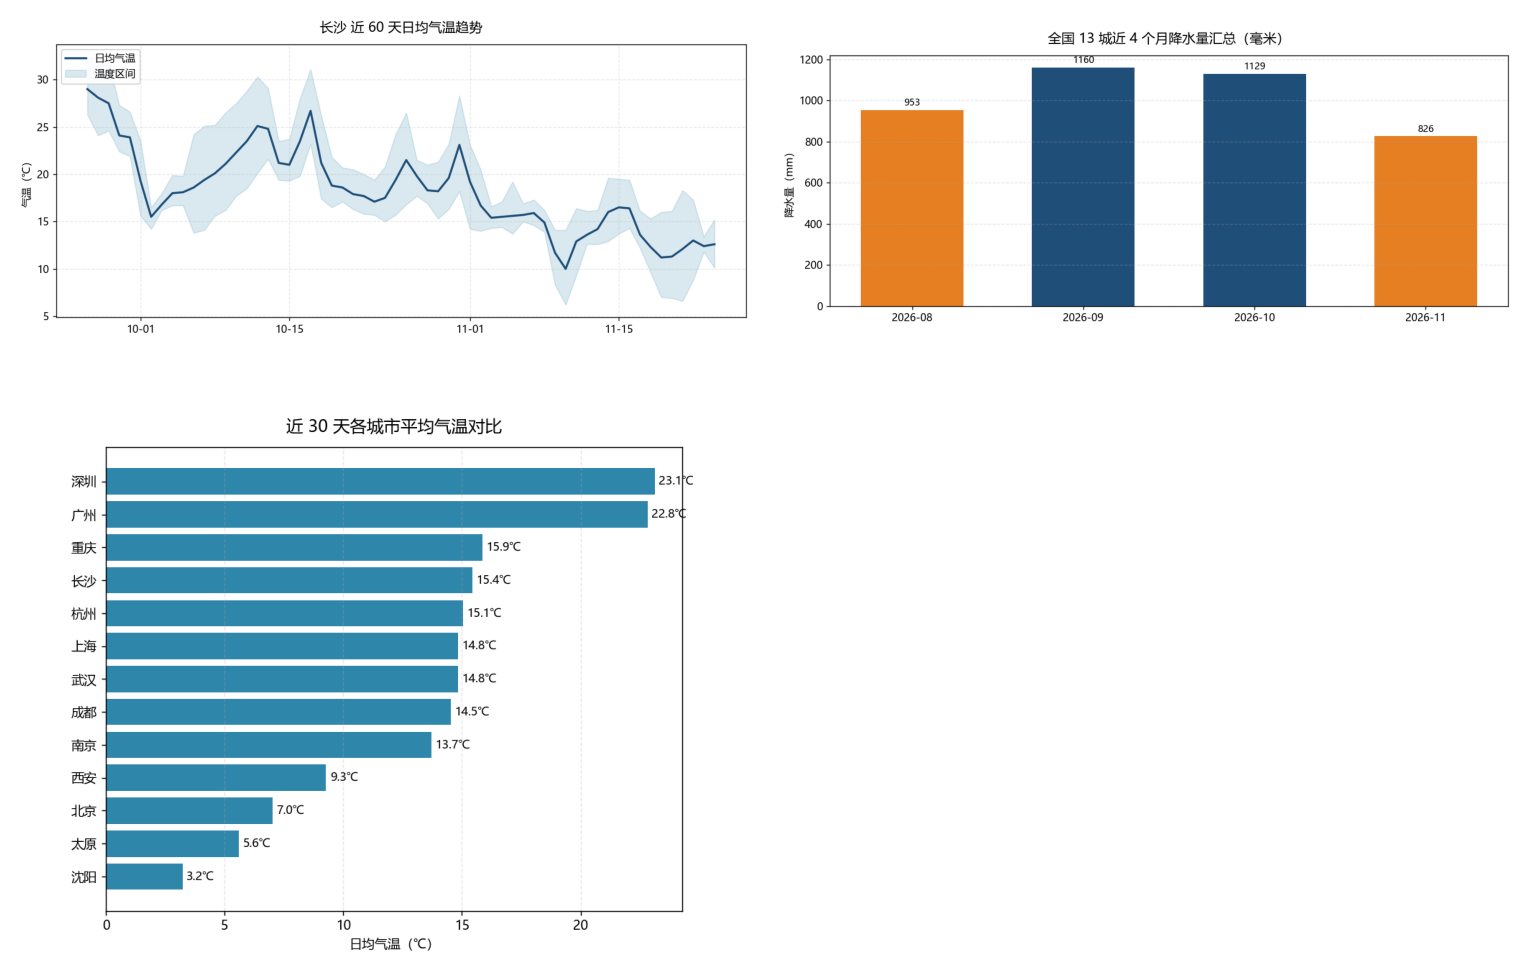 长沙 近 60 天日均气温趋势
日均气温
温度区间
气温（℃）
30
25
20
15
10
5
10-01
10-15
11-01
11-15
全国 13 城近 4 个月降水量汇总（毫米）
降水量（mm）
1200
1000
800
600
400
200
0
953
1160
1129
826
2026-08
2026-09
2026-10
2026-11
近 30 天各城市平均气温对比
深圳 23.1℃
广州 22.8℃
重庆 15.9℃
长沙 15.4℃
杭州 15.1℃
上海 14.8℃
武汉 14.8℃
成都 14.5℃
南京 13.7℃
西安 9.3℃
北京 7.0℃
太原 5.6℃
沈阳 3.2℃
0 5 10 15 20
日均气温（℃）